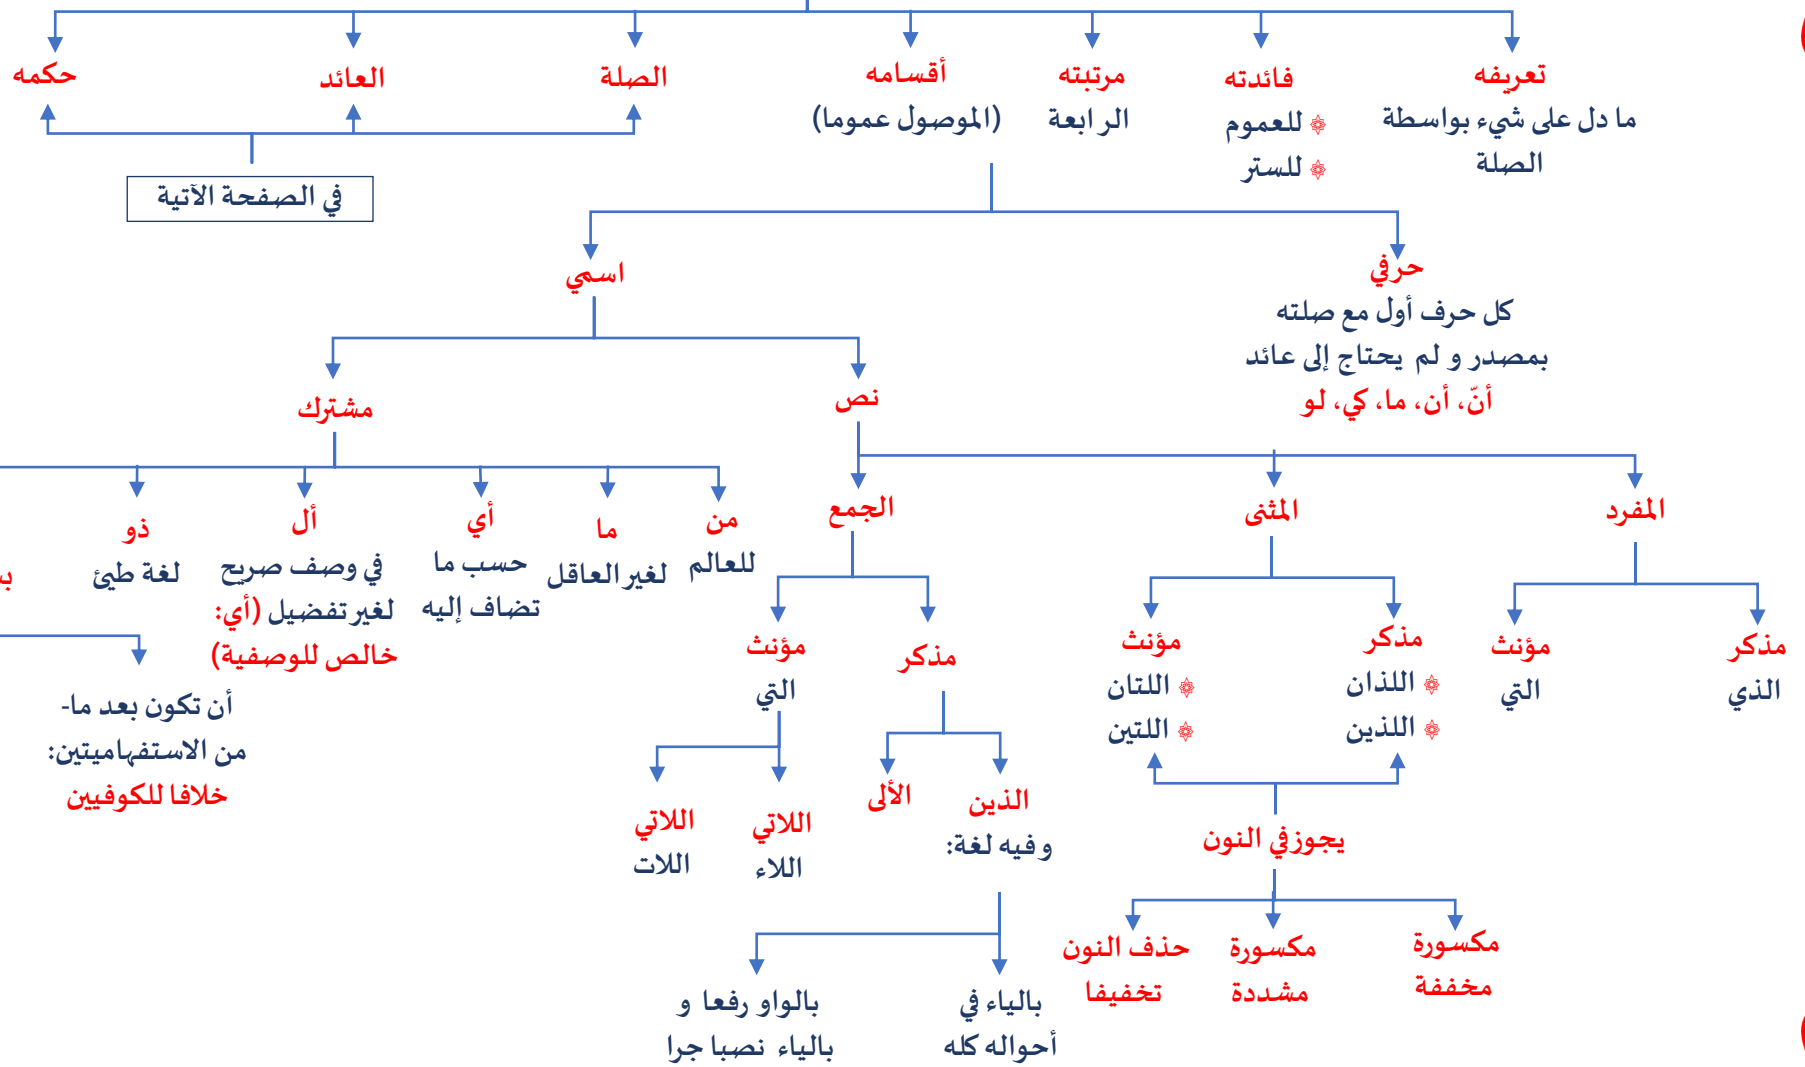 تعريفه
ما دل على شيء بواسطة
الصلة
فائدته
للعموم
للستر
مرتبته
الرابعة
أقسامه
(الموصول عموما)
الصلة
العائد
حكمه
في الصفحة الآتية
حرفي
كل حرف أول مع صلته
بمصدر و لم يحتاج إلى عائد
أنّ، أن، ما، كي، لو
اسمي
نص
مشترك
المفرد
مذكر
الذي
مؤنث
التي
المثنى
مذكر
اللذان
اللذين
مؤنث
اللتان
اللتين
يجوز في النون
مكسورة
مخففة
مكسورة
مشددة
حذف النون
تخفيفا
الجمع
مذكر
الذين
وفيه لغة:
بالياء في
أحواله كله
بالواو رفعا و
بالياء نصبا جرا
الألى
مؤنث
التي
اللاتي
اللاء
اللاتي
اللات
من
للعالم
ما
لغير العاقل
أي
حسب ما
تضاف إليه
أل
في وصف صريح
لغير تفضيل (أي:
خالص للوصفية)
ذو
لغة طيئ
أن تكون بعد ما-
من الاستفهاميتين:
خلافا للكوفيين